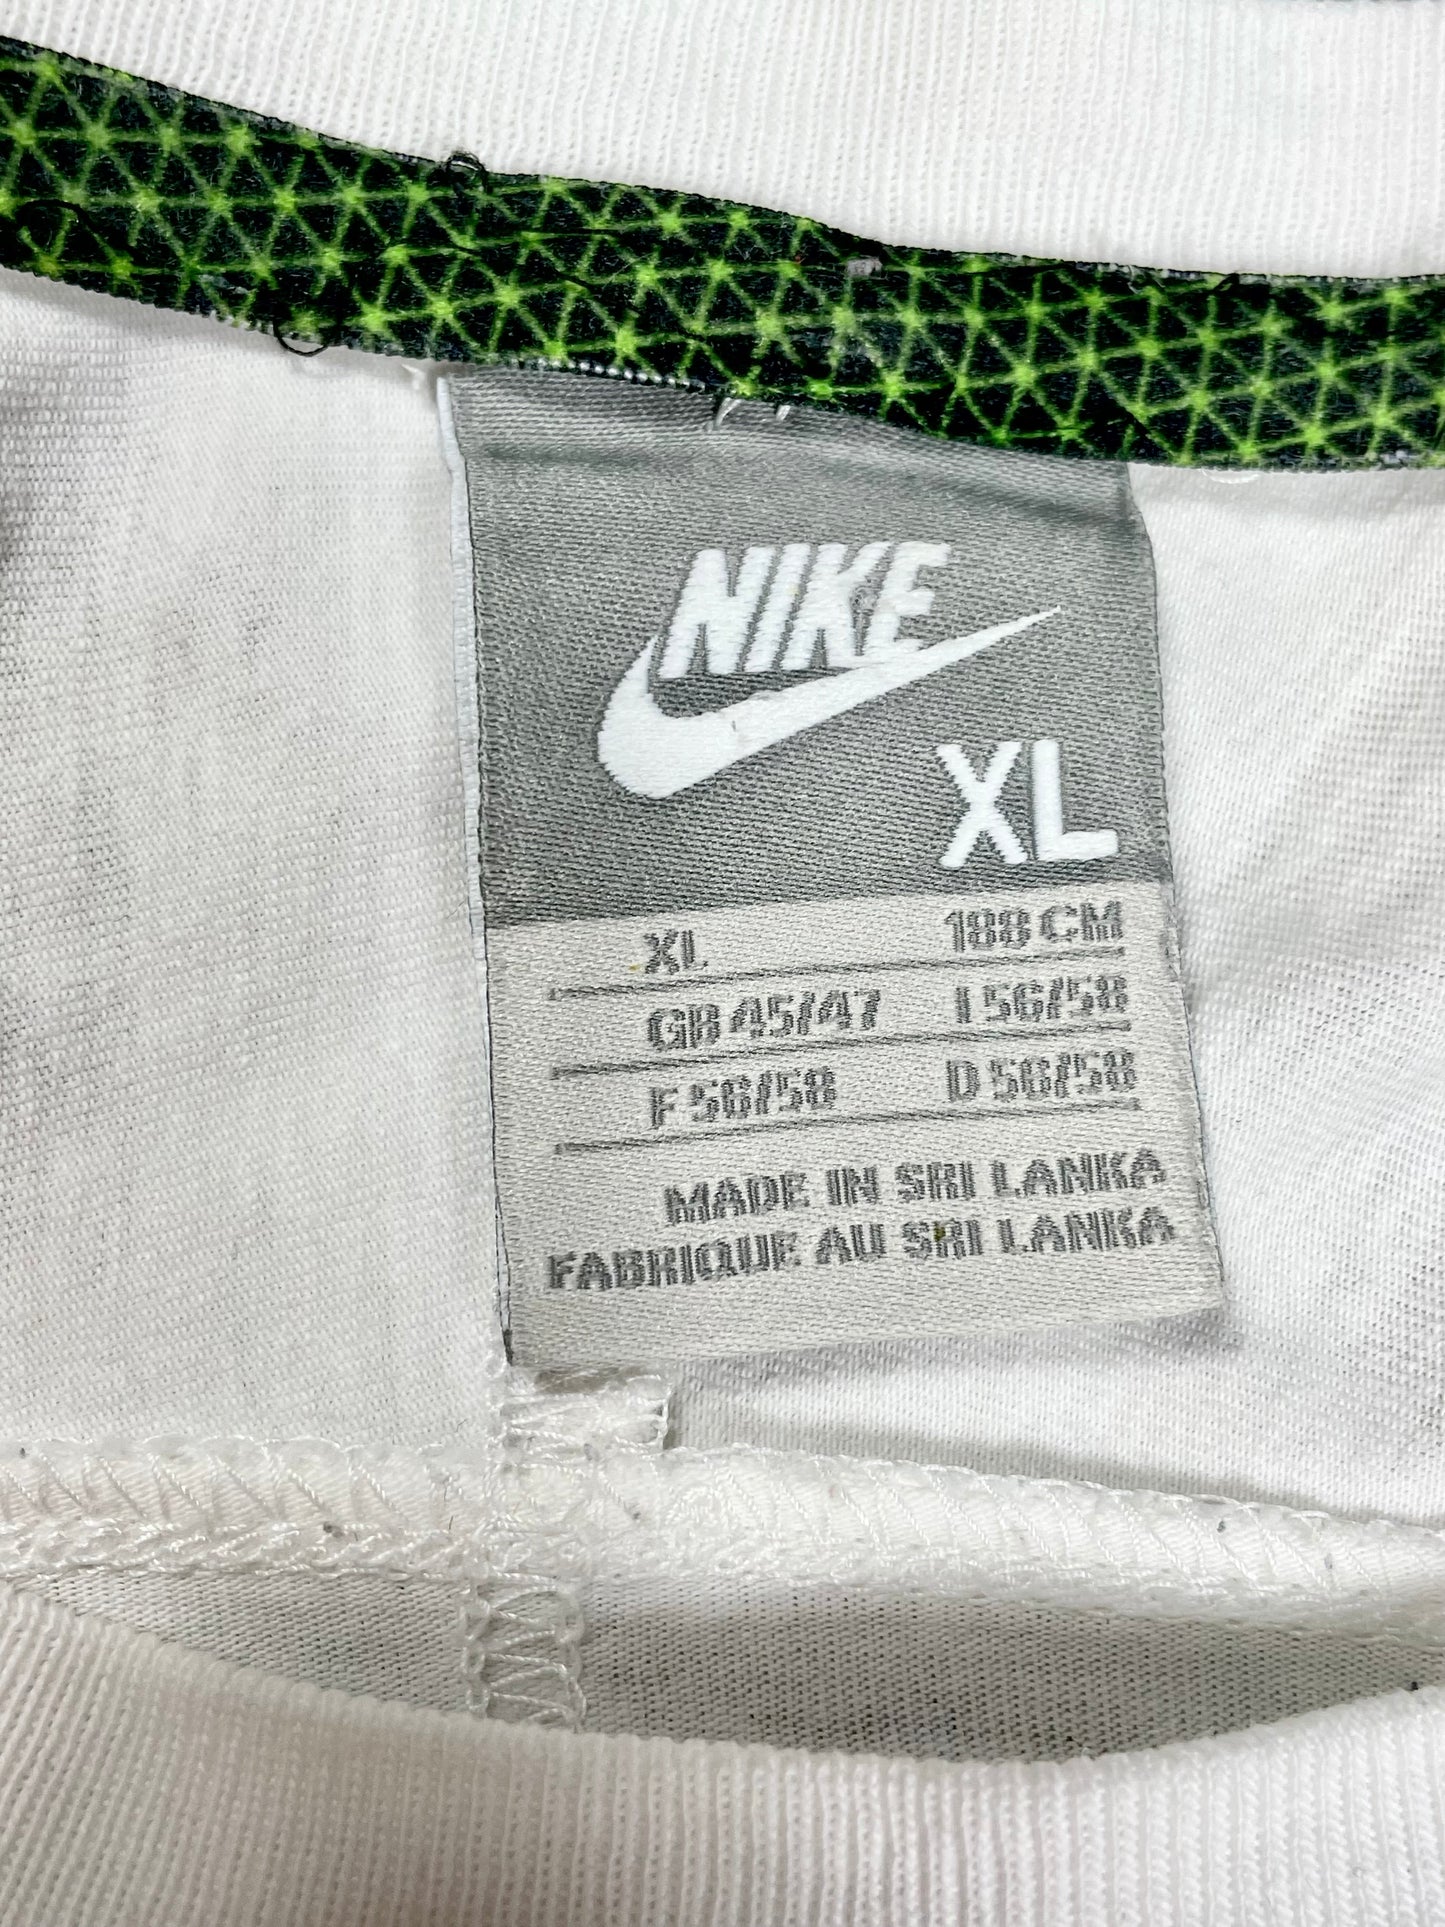 NIKE
XL
XL 188 CM
GB 45/47 I 56/58
F 56/58 D 56/58
MADE IN SRI LANKA
FABRIQUE AU SRI LANKA